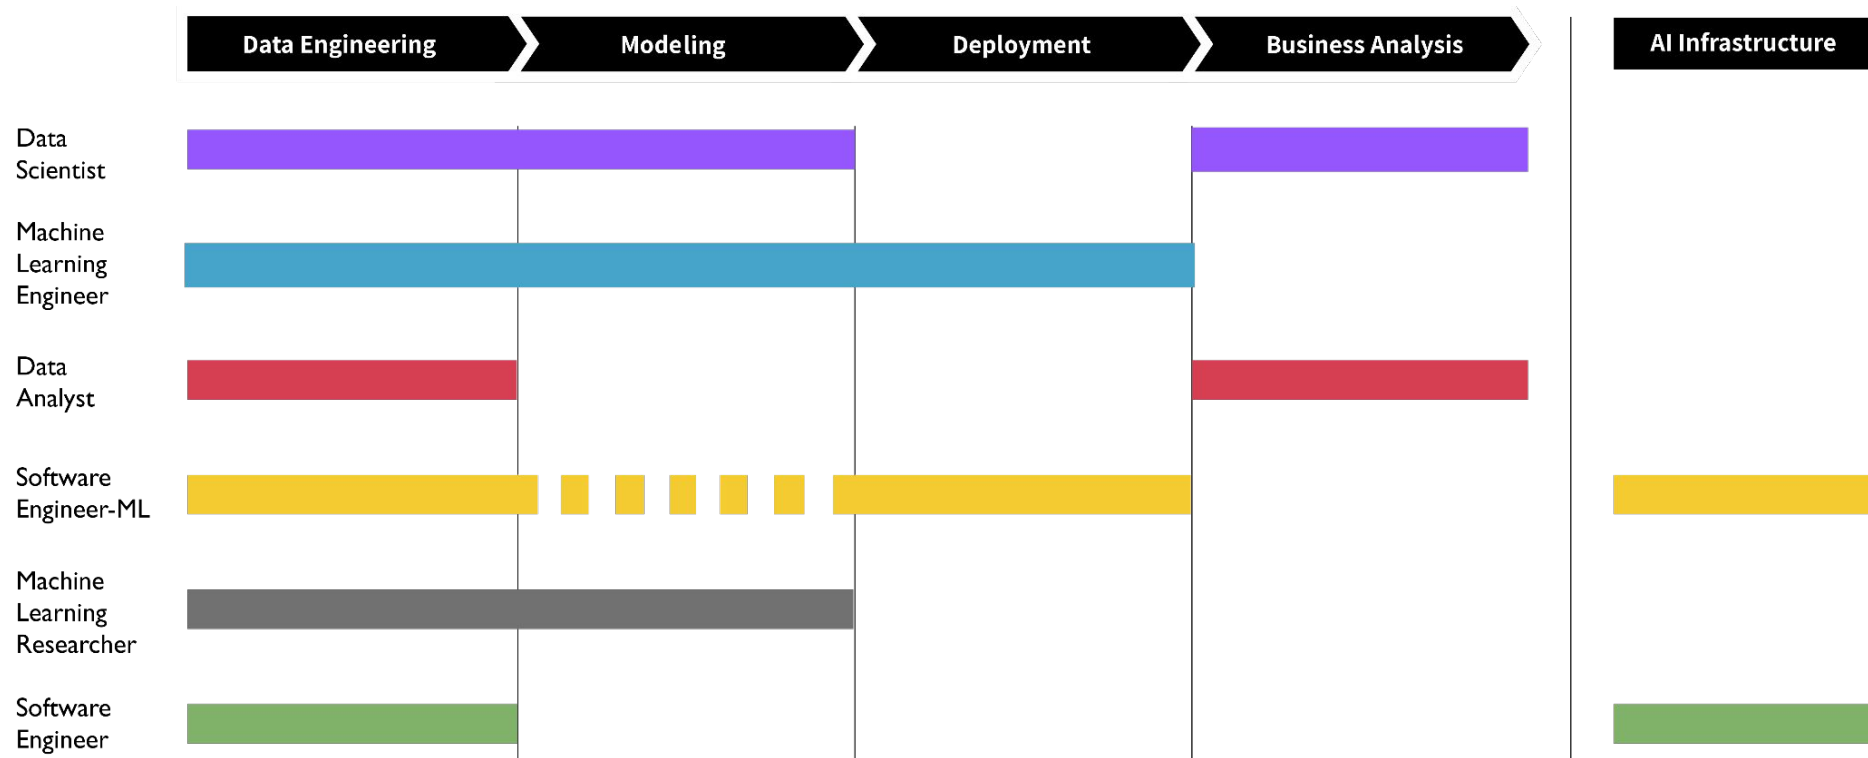 Data Engineering
Modeling
Deployment
Business Analysis
AI Infrastructure
Data
Scientist
Machine
Learning
Engineer
Data
Analyst
Software
Engineer-ML
Machine
Learning
Researcher
Software
Engineer